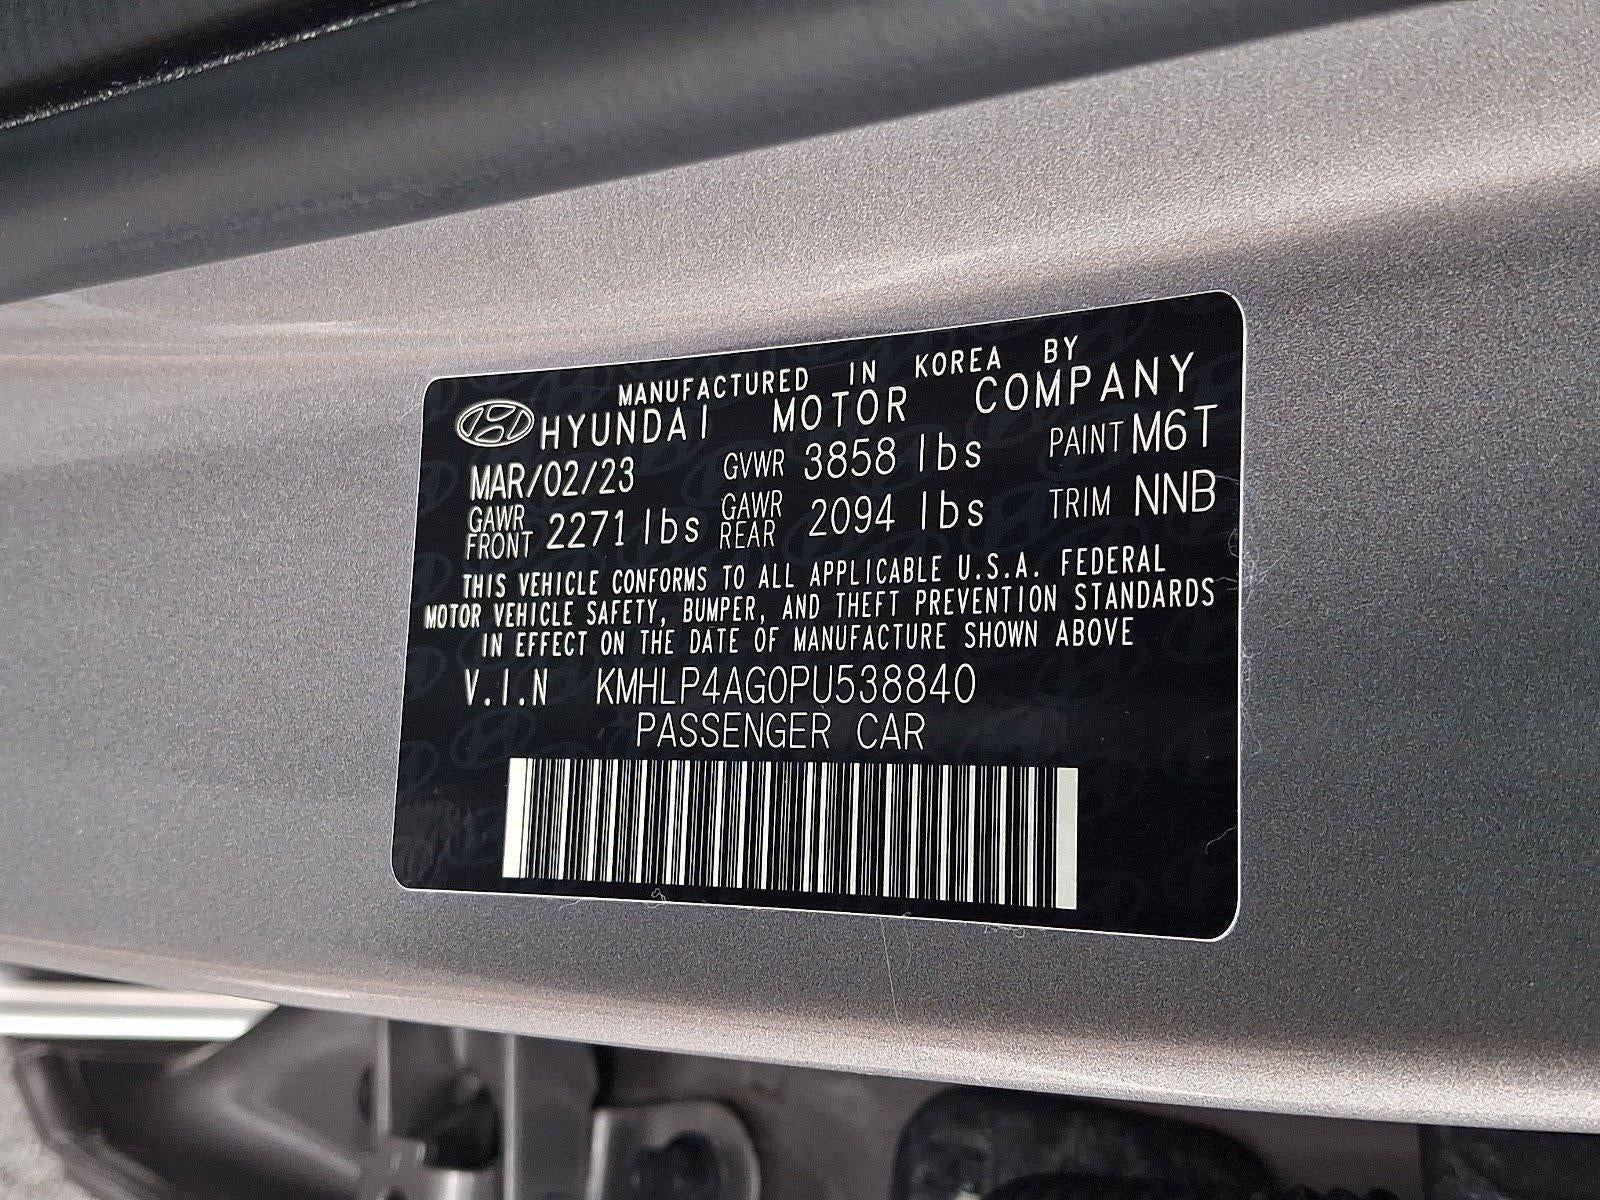 MANUFACTURED IN KOREA BY
HYUNDAI MOTOR COMPANY
MAR/02/23 GVWR 3858 lbs PAINT M6T
GAWR FRONT 2271 lbs GAWR REAR 2094 lbs TRIM NNB
THIS VEHICLE CONFORMS TO ALL APPLICABLE U.S.A. FEDERAL
MOTOR VEHICLE SAFETY, BUMPER, AND THEFT PREVENTION STANDARDS
IN EFFECT ON THE DATE OF MANUFACTURE SHOWN ABOVE
V.I.N KMHLP4AG0PU538840
PASSENGER CAR